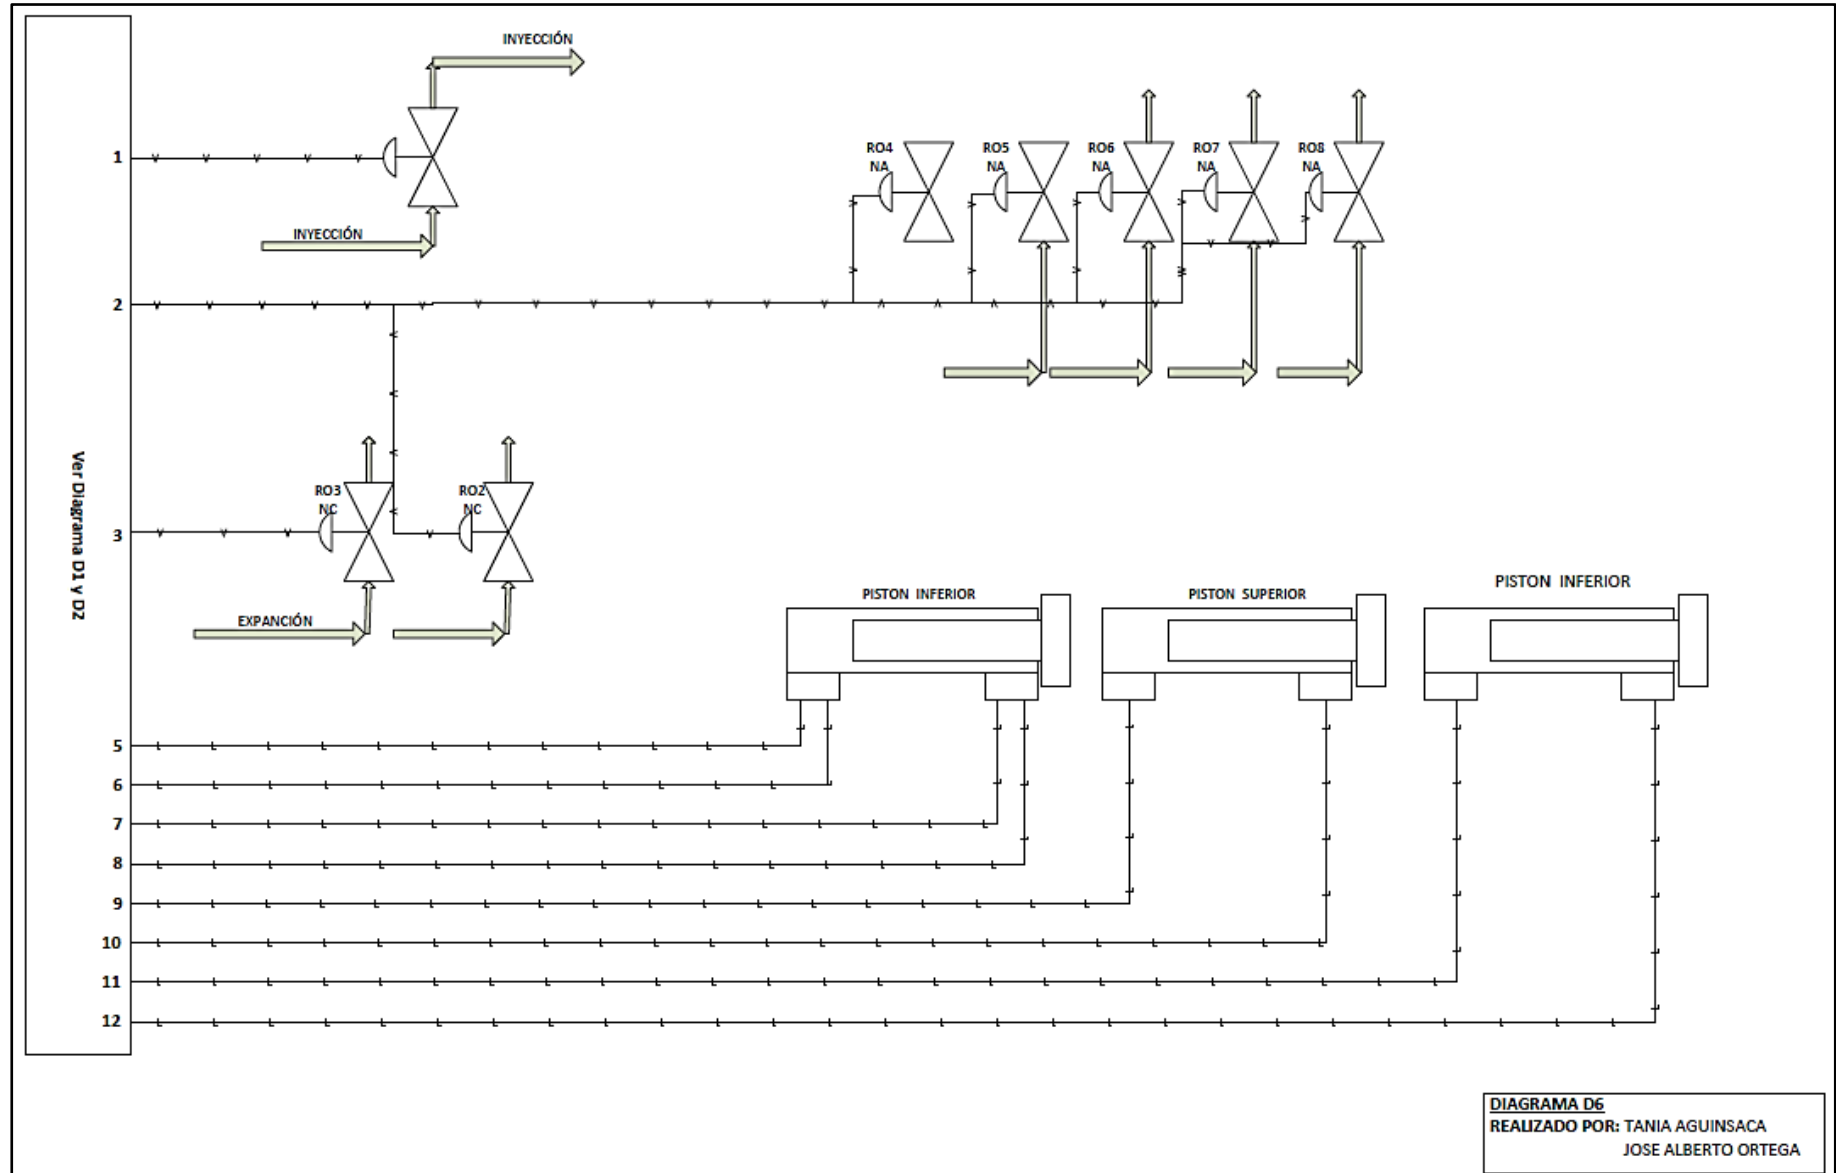 INYECCIÓN
1
INYECCIÓN
RO4
NA
RO5
NA
RO6
NA
RO7
NA
RO8
NA
2
Ver Diagrama D1 y D2
RO3
NC
RO2
NC
3
EXPANCIÓN
PISTON INFERIOR
PISTON SUPERIOR
PISTON INFERIOR
5
6
7
8
9
10
11
12
DIAGRAMA D6
REALIZADO POR: TANIA AGUINSACA
JOSE ALBERTO ORTEGA